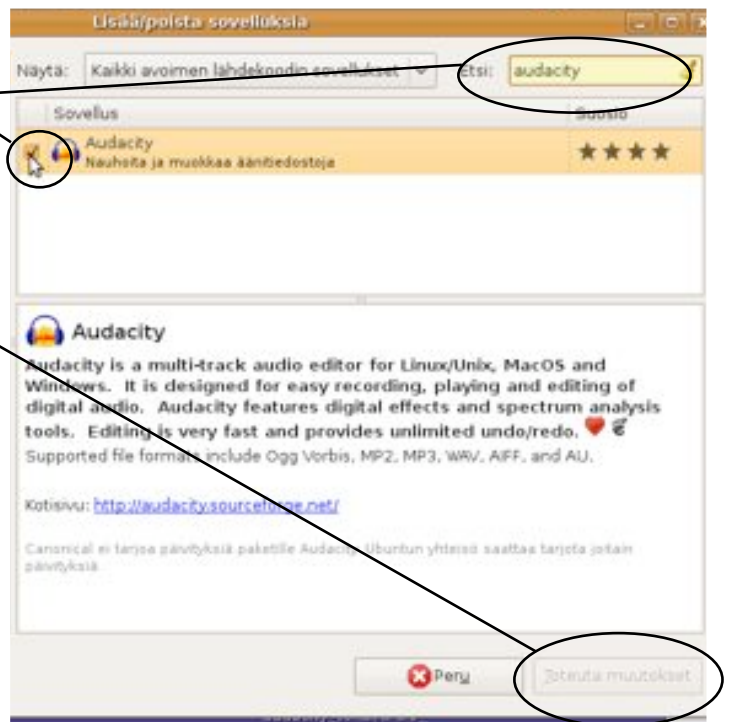 Lisää/poista sovelluksia
Näytä: Kaikki avoimen lähdekoodin sovellukset Etsi: audacity
Sovellus Suosio
Audacity
Nauhoita ja muokkaa äänitiedostoja
Audacity
Audacity is a multi-track audio editor for Linux/Unix, MacOS and
Windows. It is designed for easy recording, playing and editing of
digital audio. Audacity features digital effects and spectrum analysis
tools. Editing is very fast and provides unlimited undo/redo.
Supported file formats include Ogg Vorbis, MP2, MP3, WAV, AIFF, and AU.
Kotisivu: http://audacity.sourceforge.net/
Canonical ei tarjoa päivityksiä paketille Audacity. Ubuntun yhteisö saattaa tarjota joitain
päivityksiä.
Peru Toteuta muutokset